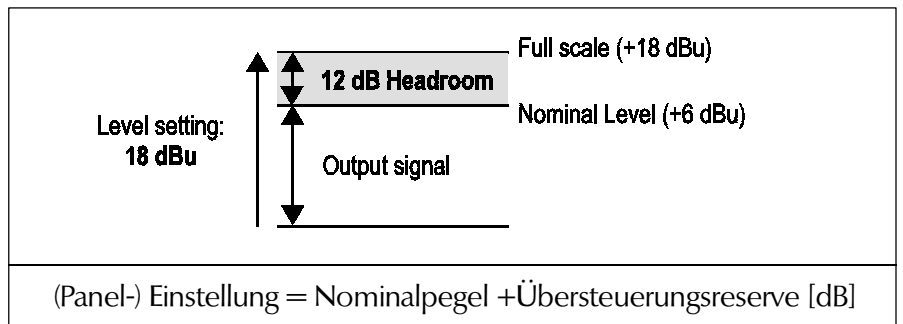 Full scale (+18 dBu)
12 dB Headroom
Nominal Level (+6 dBu)
Level setting:
18 dBu
Output signal
(Panel-) Einstellung = Nominalpegel +Übersteuerungsreserve [dB]